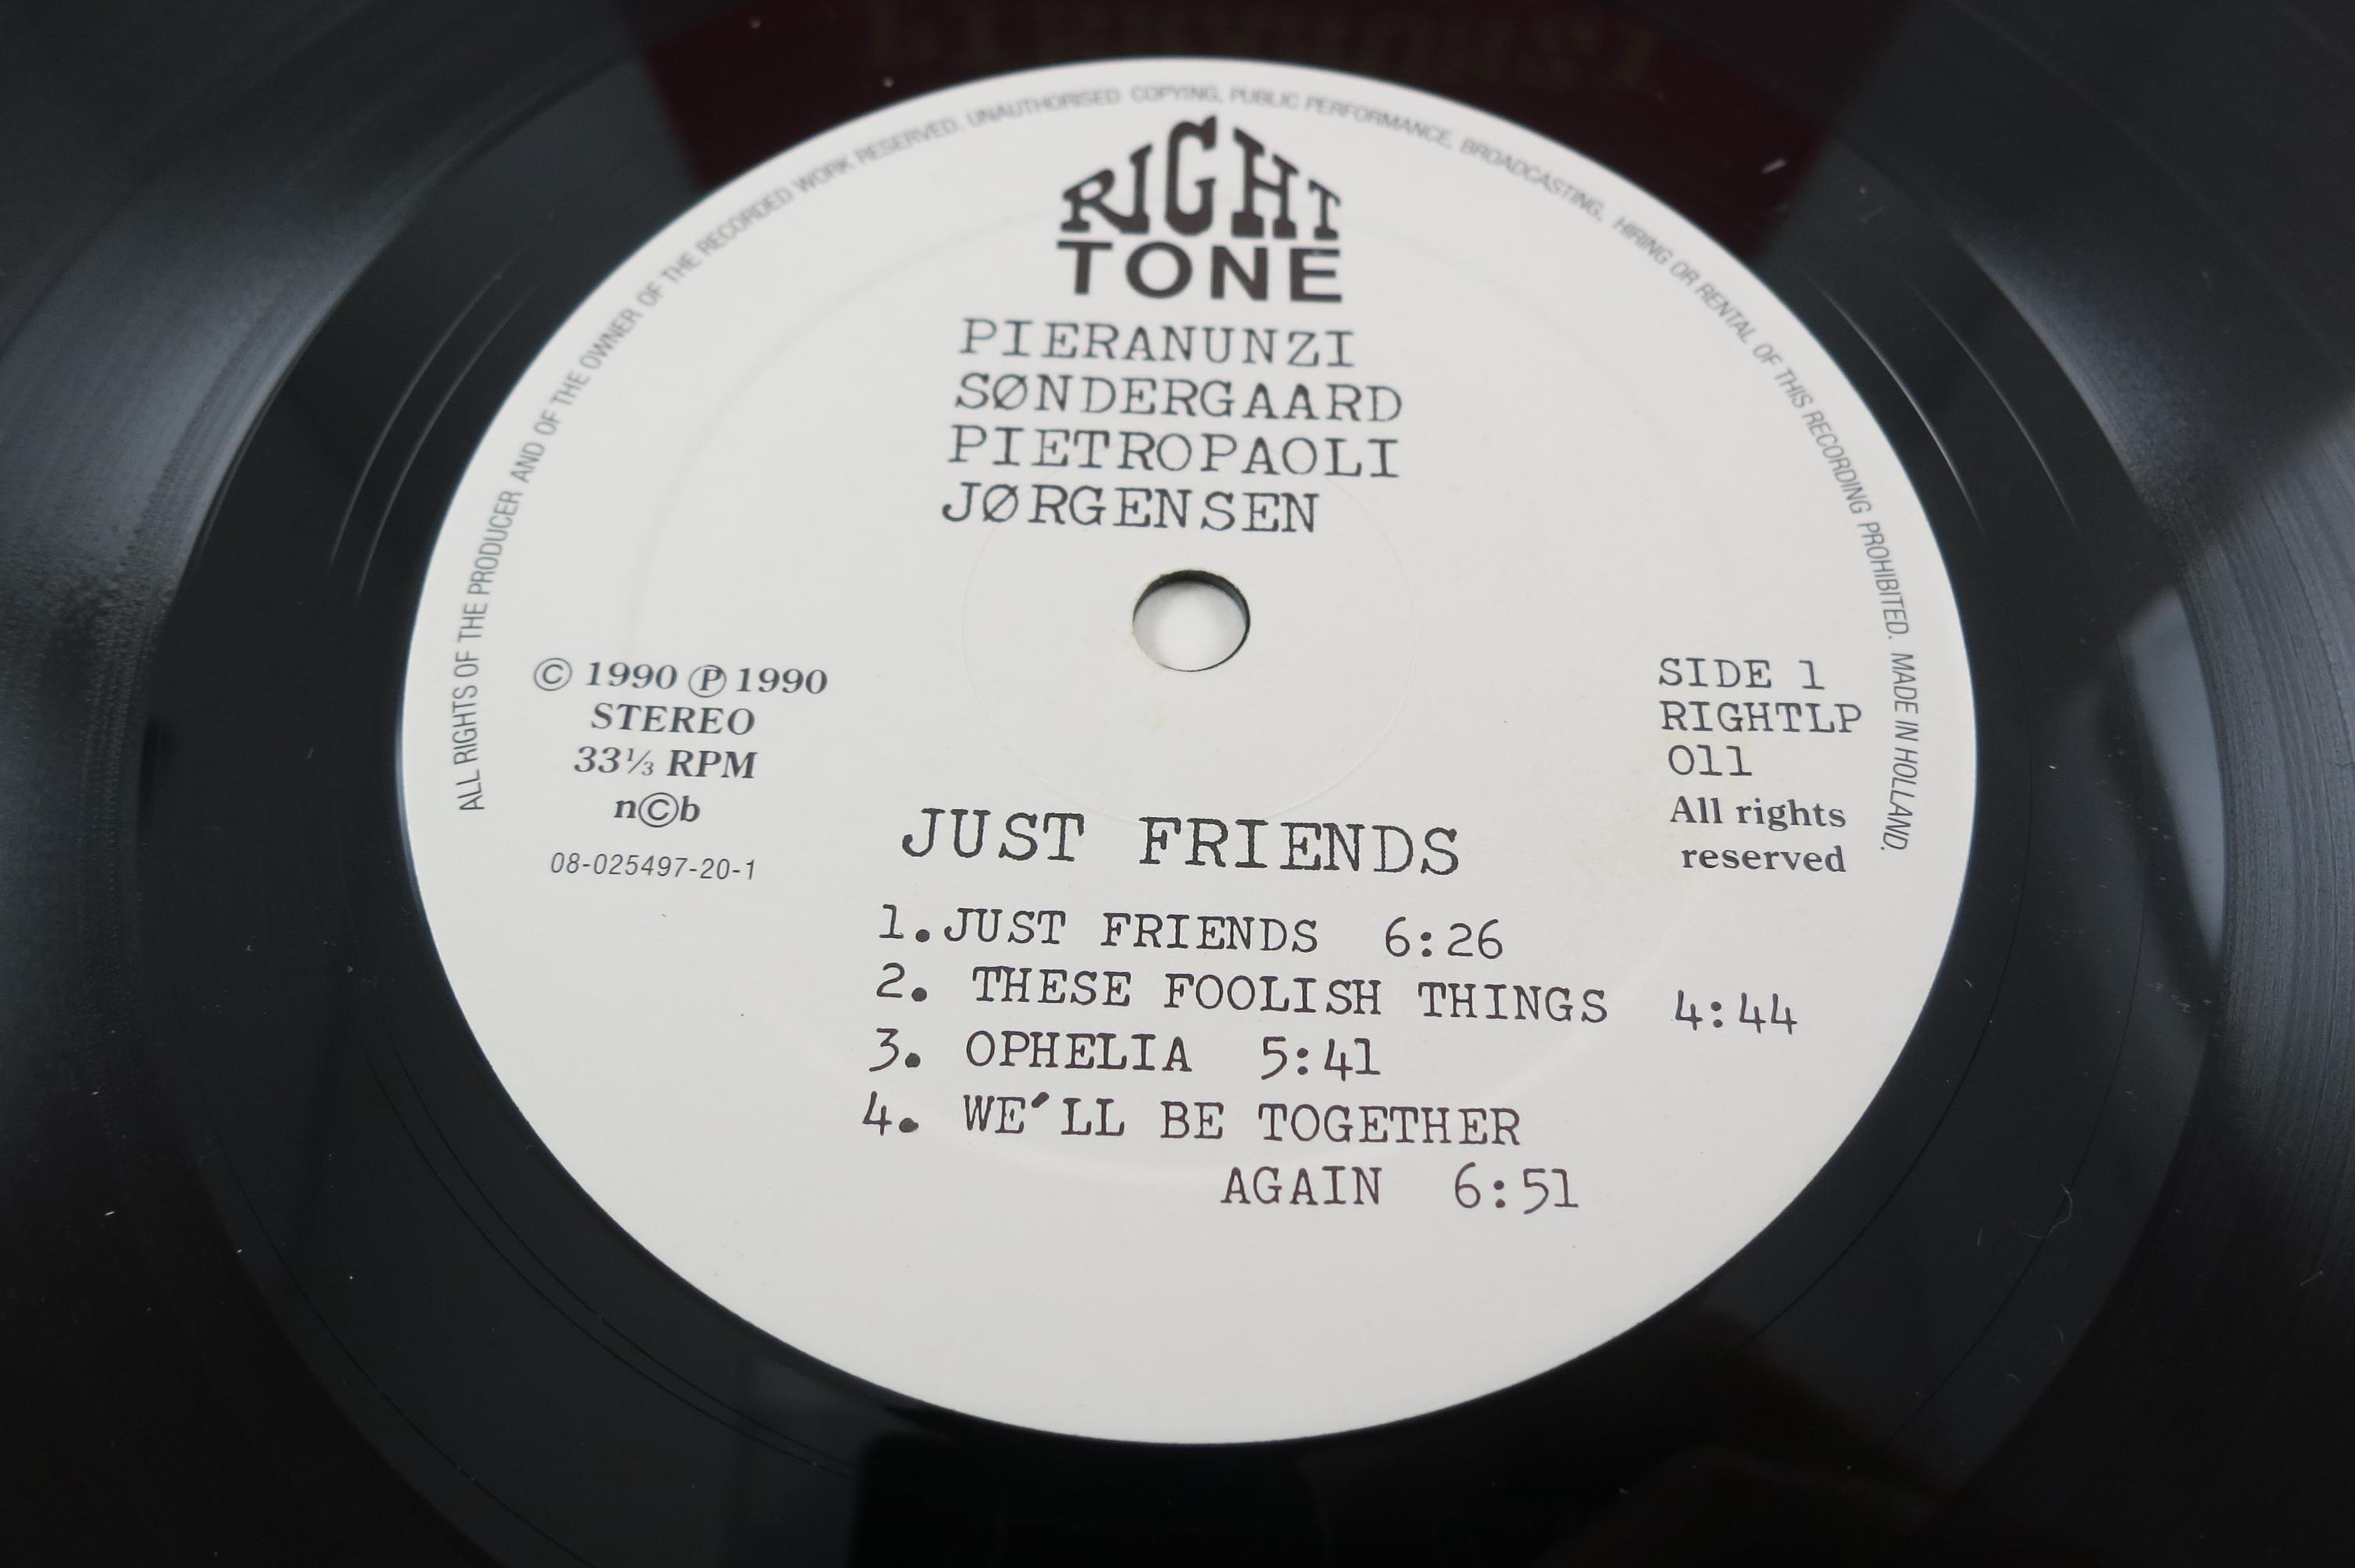 ALL RIGHTS OF THE PRODUCER AND OF THE OWNER OF THE RECORDED WORK RESERVED. UNAUTHORISED COPYING, PUBLIC PERFORMANCE, BROADCASTING, HIRING OR RENTAL OF THIS RECORDING PROHIBITED. MADE IN HOLLAND.
RIGHT
TONE
PIERANUNZI
SØNDERGAARD
PIETROPAOLI
JØRGENSEN
© 1990 ℗ 1990
STEREO
33⅓ RPM
n©b
08-025497-20-1
SIDE 1
RIGHTLP
011
All rights
reserved
JUST FRIENDS
1.JUST FRIENDS 6:26
2. THESE FOOLISH THINGS 4:44
3. OPHELIA 5:41
4. WE'LL BE TOGETHER
AGAIN 6:51